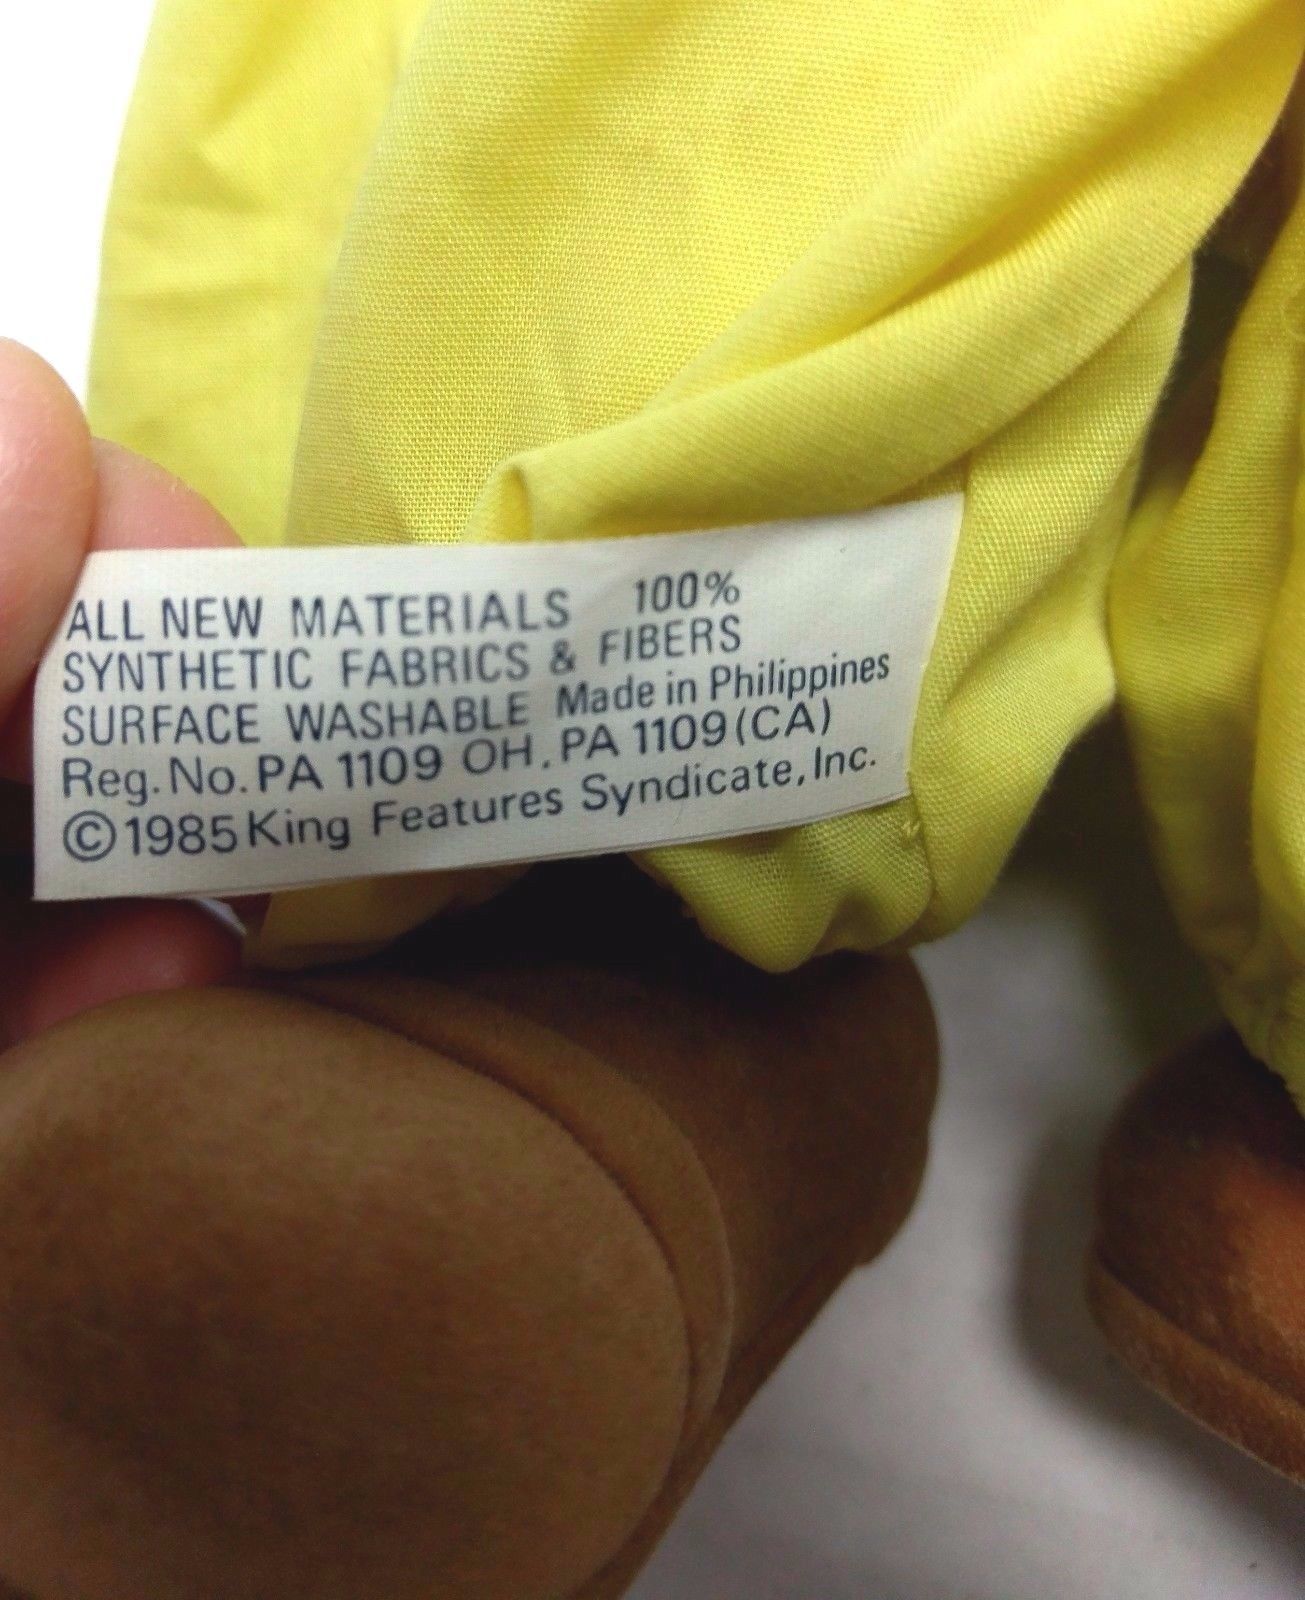 ALL NEW MATERIALS 100%
SYNTHETIC FABRICS & FIBERS
SURFACE WASHABLE Made in Philippines
Reg. No. PA 1109 OH. PA 1109 (CA)
©1985 King Features Syndicate, Inc.